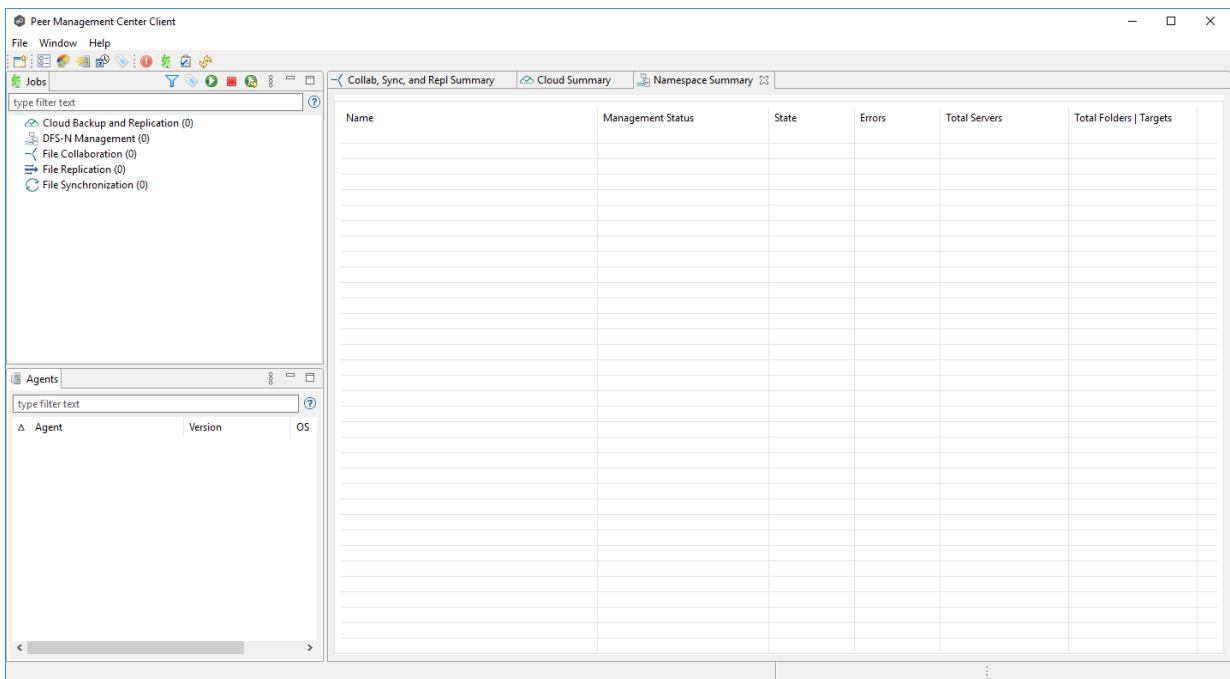 Peer Management Center Client
File Window Help
Jobs
type filter text
Cloud Backup and Replication (0)
DFS-N Management (0)
File Collaboration (0)
File Replication (0)
File Synchronization (0)
Agents
type filter text
Agent Version OS
Collab, Sync, and Repl Summary Cloud Summary Namespace Summary
Name Management Status State Errors Total Servers Total Folders | Targets